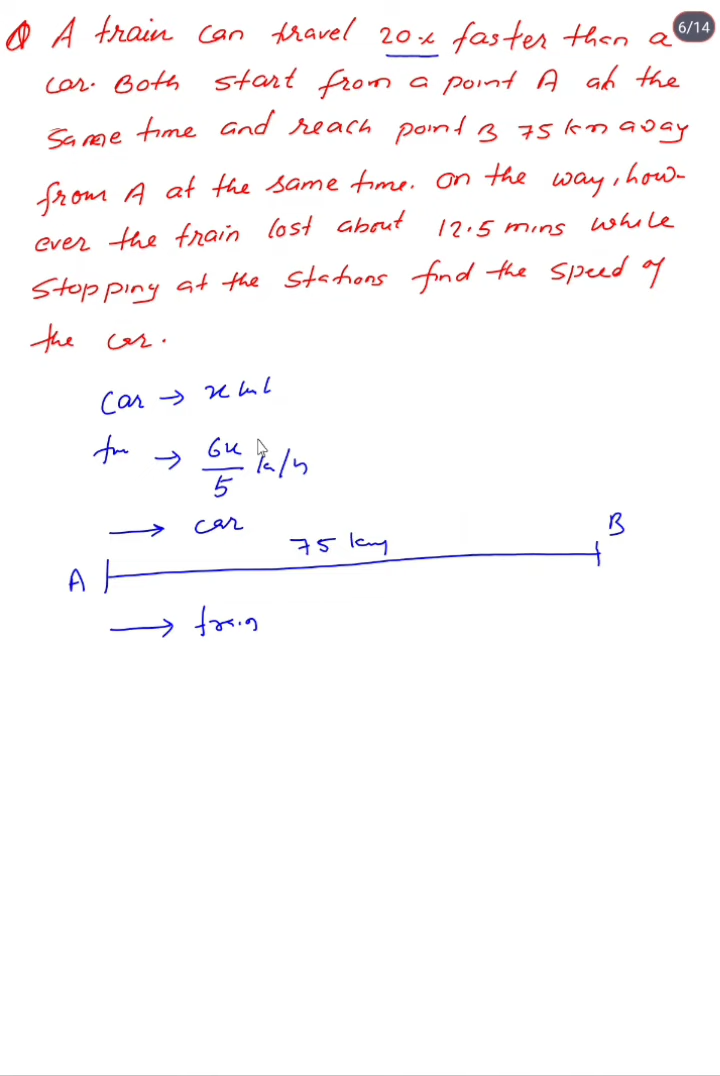 Q A train can travel 20% faster than a 6/14
car. Both start from a point A at the
same time and reach point B 75 km away
from A at the same time. On the way, how-
ever the train lost about 12.5 mins while
stopping at the stations find the speed of
the car.
Car → x km/h
→ 6x/5 k/h
→ car
75 km
B
A
→ train